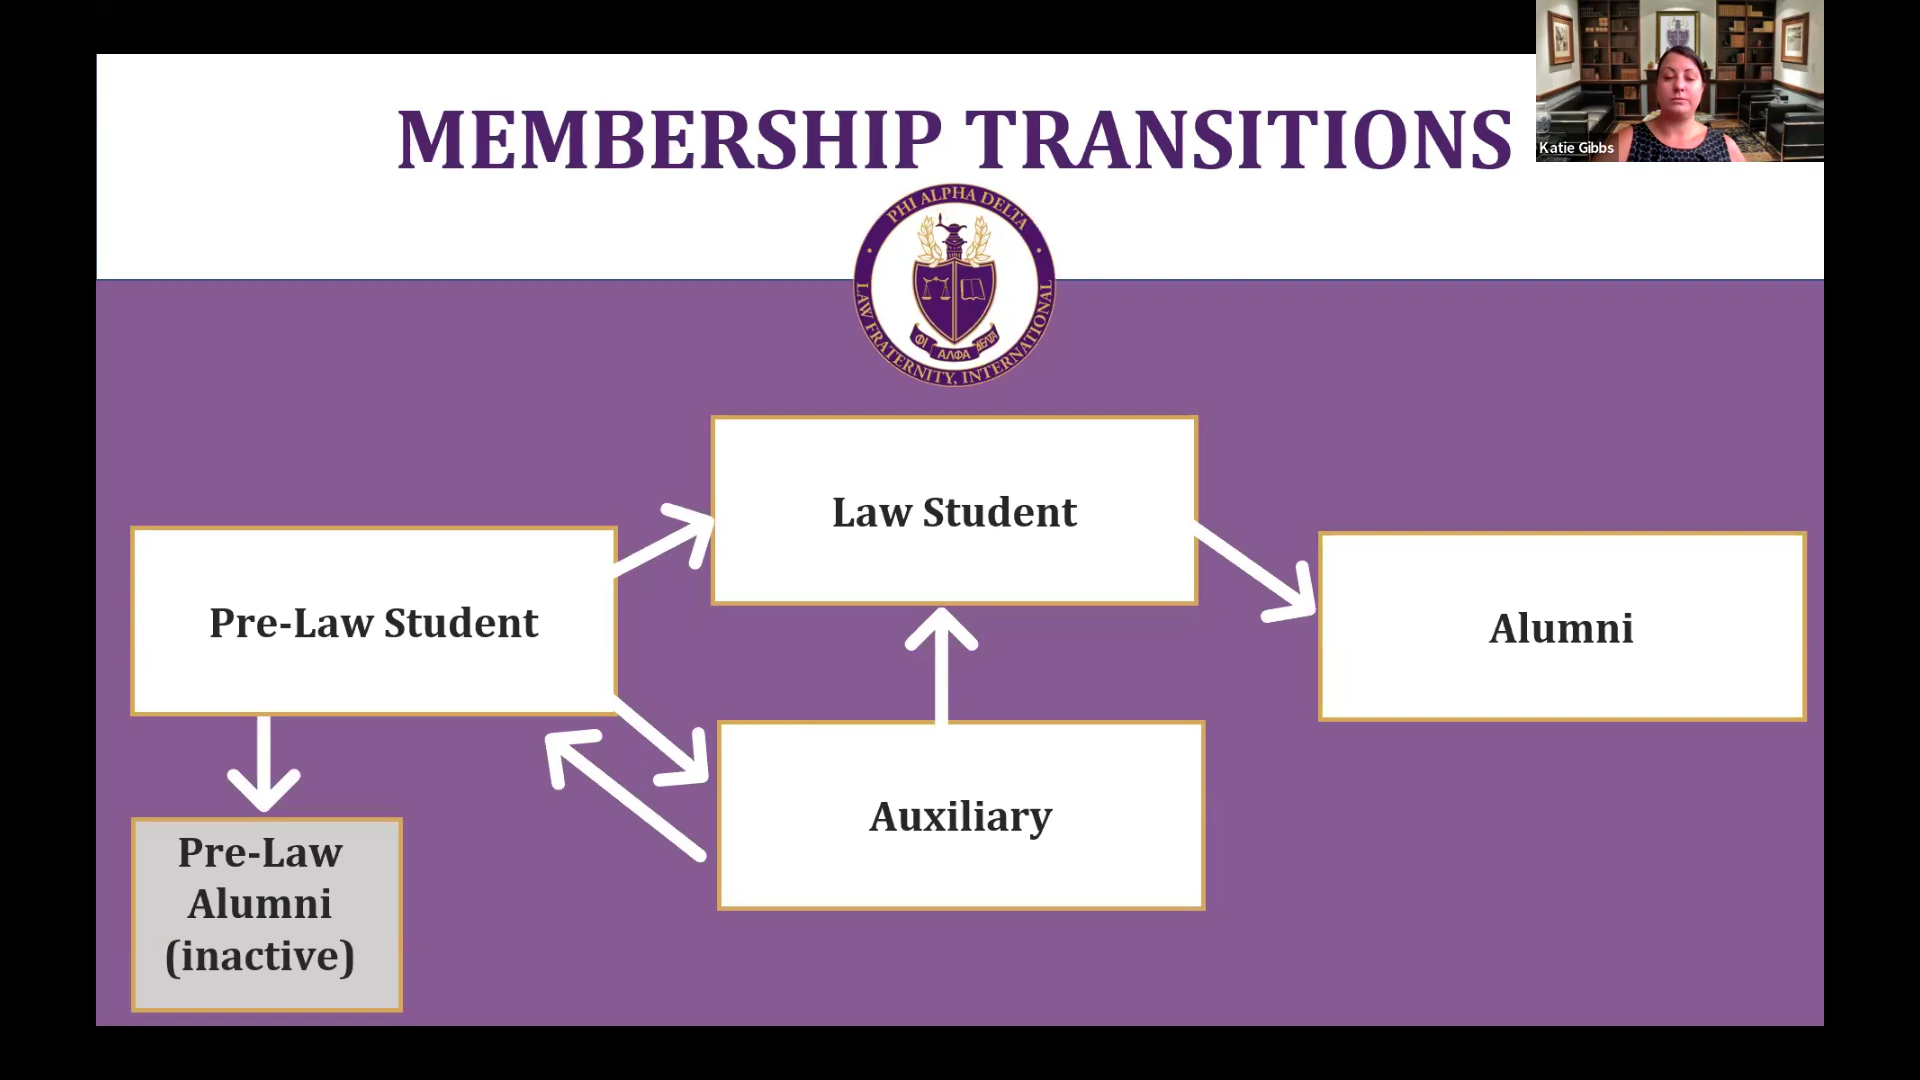 MEMBERSHIP TRANSITIONS
Katie Gibbs
PHI ALPHA DELTA
LAW FRATERNITY, INTERNATIONAL
ΦΙ ΑΛΦΑ ΔΕΛΤΑ
Law Student
Pre-Law Student
Alumni
Auxiliary
Pre-Law
Alumni
(inactive)